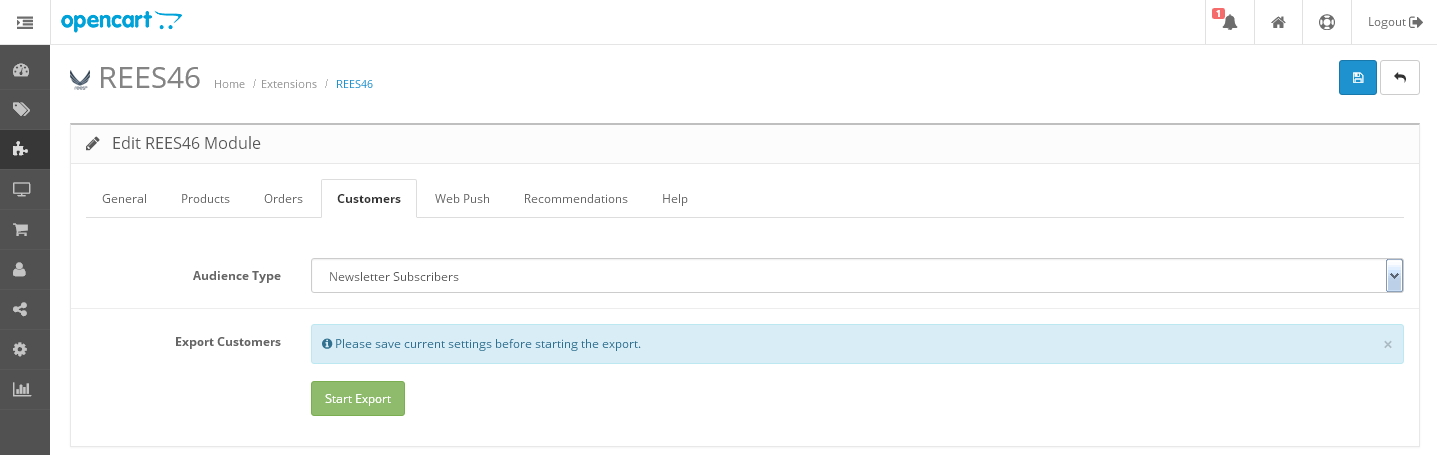 opencart
1
Logout
REES46 Home / Extensions / REES46
Edit REES46 Module
General Products Orders Customers Web Push Recommendations Help
Audience Type Newsletter Subscribers
Export Customers Please save current settings before starting the export. ×
Start Export